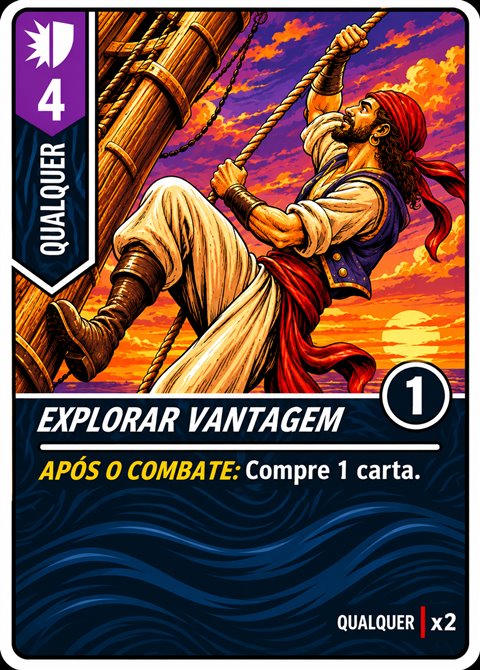 4
QUALQUER
1
EXPLORAR VANTAGEM
APÓS O COMBATE: Compre 1 carta.
QUALQUER | x2